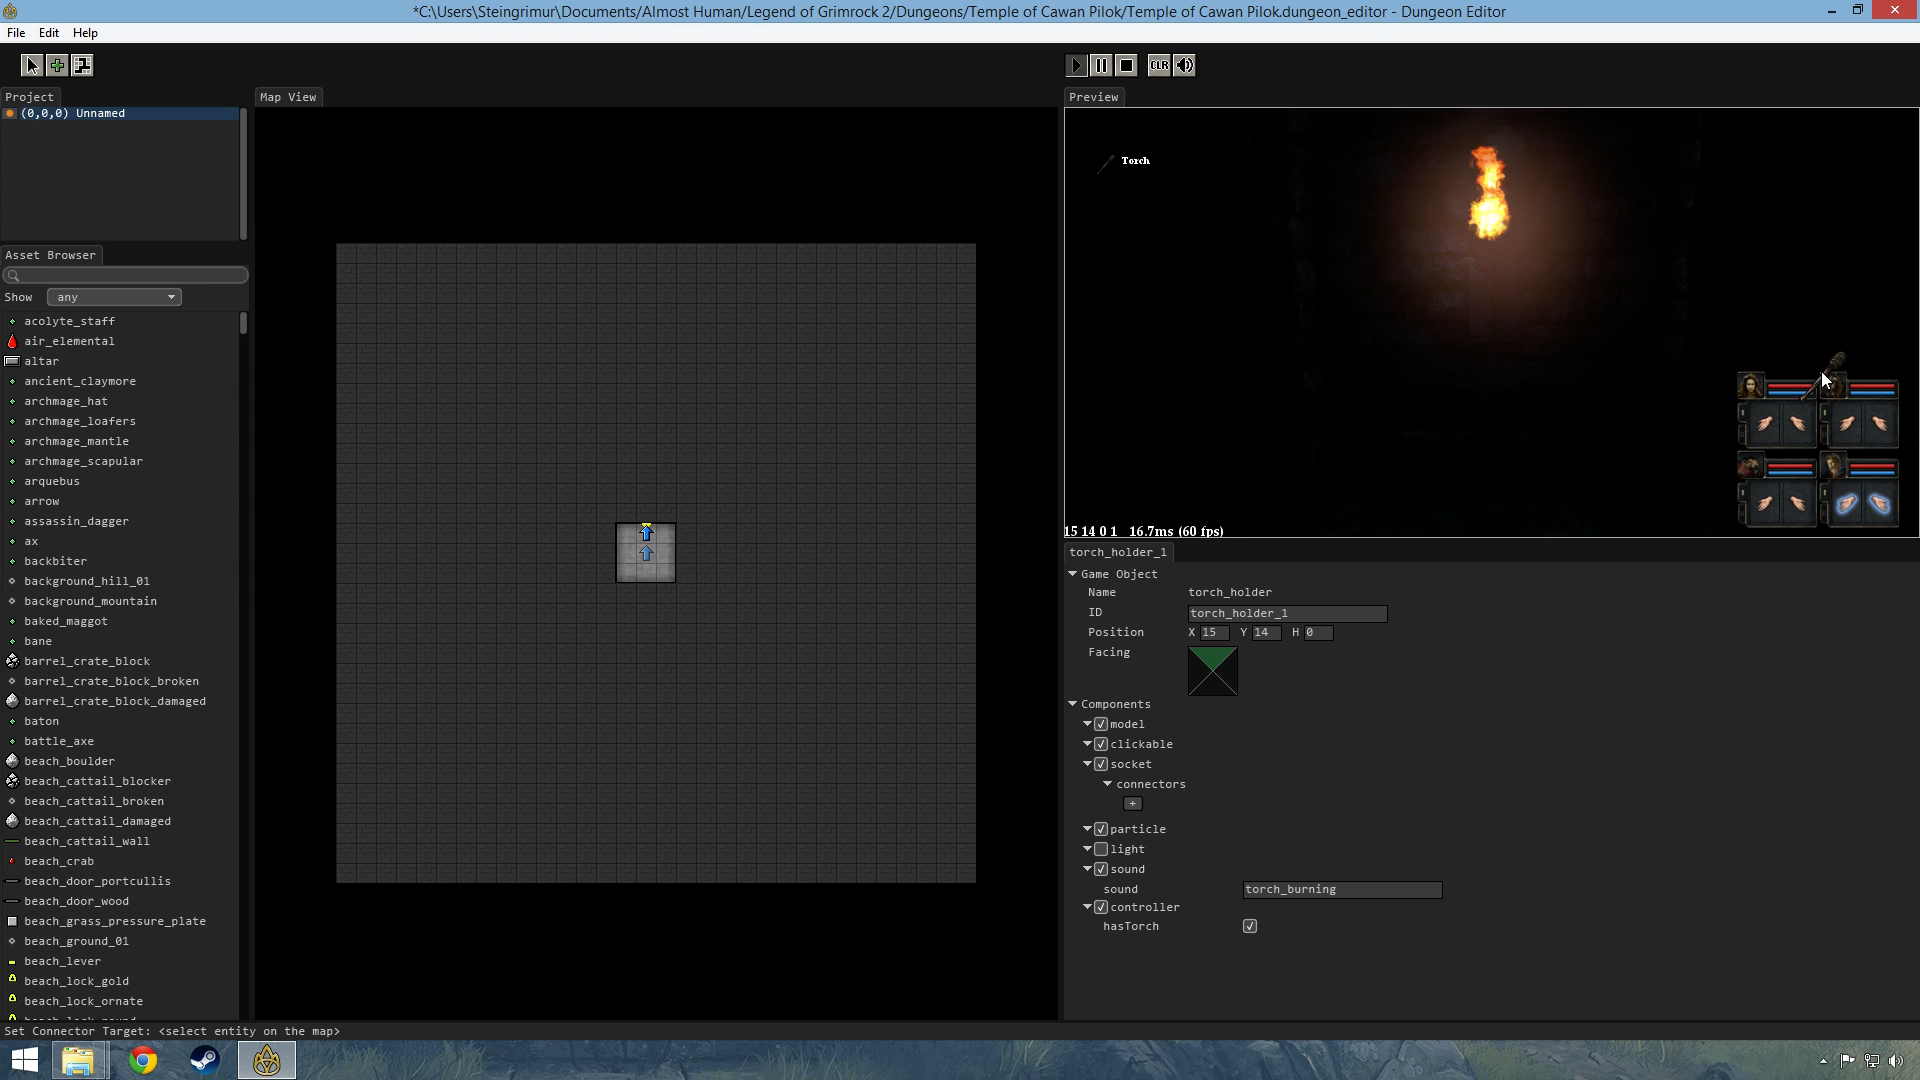 *C:\Users\Steingrimur\Documents/Almost Human/Legend of Grimrock 2/Dungeons/Temple of Cawan Pilok/Temple of Cawan Pilok.dungeon_editor - Dungeon Editor
File Edit Help
CLR
Project
(0,0,0) Unnamed
Asset Browser
Show any
acolyte_staff
air_elemental
altar
ancient_claymore
archmage_hat
archmage_loafers
archmage_mantle
archmage_scapular
arquebus
arrow
assassin_dagger
ax
backbiter
background_hill_01
background_mountain
baked_maggot
bane
barrel_crate_block
barrel_crate_block_broken
barrel_crate_block_damaged
baton
battle_axe
beach_boulder
beach_cattail_blocker
beach_cattail_broken
beach_cattail_damaged
beach_cattail_wall
beach_crab
beach_door_portcullis
beach_door_wood
beach_grass_pressure_plate
beach_ground_01
beach_lever
beach_lock_gold
beach_lock_ornate
Map View
Preview
Torch
15 14 0 1 16.7ms (60 fps)
torch_holder_1
Game Object
Name torch_holder
ID torch_holder_1
Position X 15 Y 14 H 0
Facing
Components
model
clickable
socket
connectors
+
particle
light
sound
sound torch_burning
controller
hasTorch
Set Connector Target: <select entity on the map>